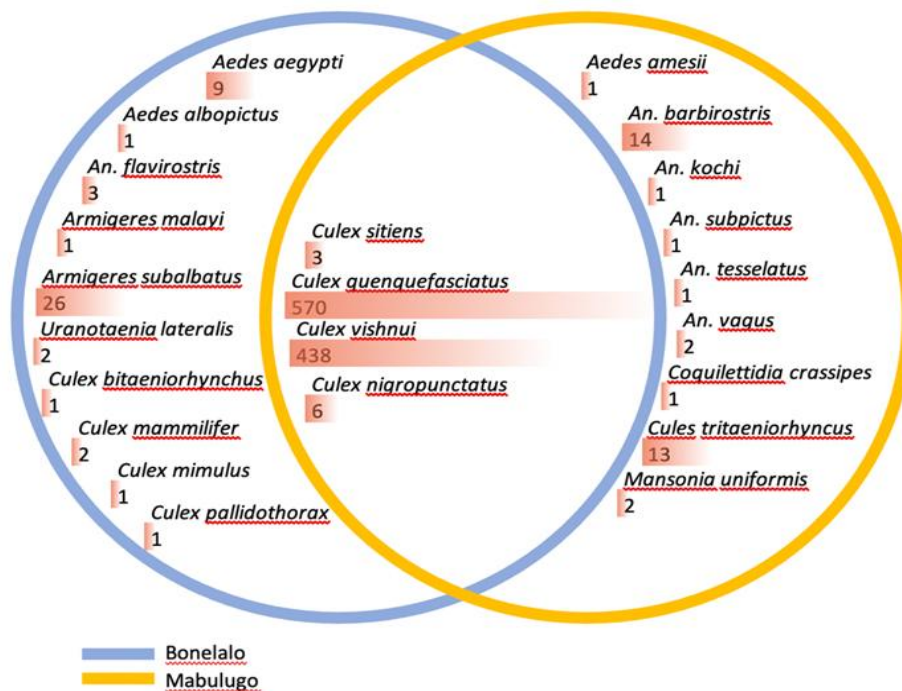 Aedes aegypti
9
Aedes albopictus
1
An. flavirostris
3
Armigeres malayi
1
Armigeres subalbatus
26
Uranotaenia lateralis
2
Culex bitaeniorhynchus
1
Culex mammilifer
2
Culex mimulus
1
Culex pallidothorax
1
Culex sitiens
3
Culex quenquefasciatus
570
Culex vishnui
438
Culex nigropunctatus
6
Aedes amesii
1
An. barbirostris
14
An. kochi
1
An. subpictus
1
An. tesselatus
1
An. vagus
2
Coquilettidia crassipes
1
Cules tritaeniorhyncus
13
Mansonia uniformis
2
Bonelalo
Mabulugo